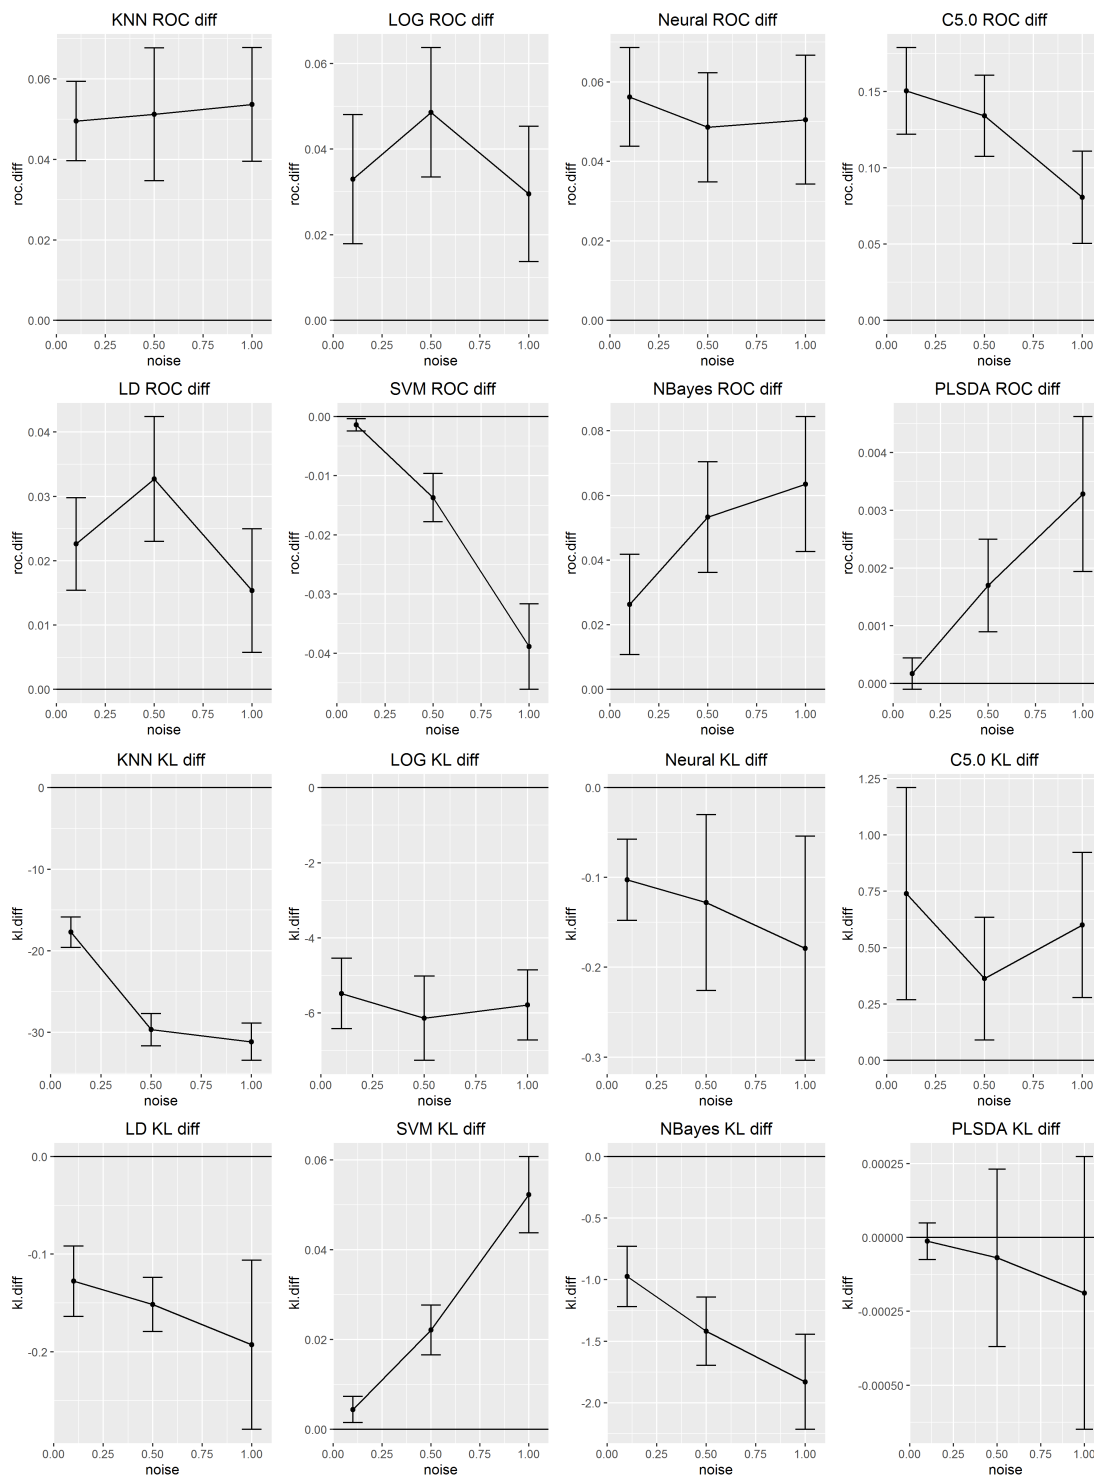 KNN ROC diff
LOG ROC diff
Neural ROC diff
C5.0 ROC diff
roc.diff
0.06
0.04
0.02
0.00
0.00 0.25 0.50 0.75 1.00
noise
roc.diff
0.06
0.04
0.02
0.00
0.00 0.25 0.50 0.75 1.00
noise
roc.diff
0.06
0.04
0.02
0.00
0.00 0.25 0.50 0.75 1.00
noise
roc.diff
0.15
0.10
0.05
0.00
0.00 0.25 0.50 0.75 1.00
noise
LD ROC diff
SVM ROC diff
NBayes ROC diff
PLSDA ROC diff
roc.diff
0.04
0.03
0.02
0.01
0.00
0.00 0.25 0.50 0.75 1.00
noise
roc.diff
0.00
-0.01
-0.02
-0.03
-0.04
0.00 0.25 0.50 0.75 1.00
noise
roc.diff
0.08
0.06
0.04
0.02
0.00
0.00 0.25 0.50 0.75 1.00
noise
roc.diff
0.004
0.003
0.002
0.001
0.000
0.00 0.25 0.50 0.75 1.00
noise
KNN KL diff
LOG KL diff
Neural KL diff
C5.0 KL diff
kl.diff
0
-10
-20
-30
0.00 0.25 0.50 0.75 1.00
noise
kl.diff
0
-2
-4
-6
0.00 0.25 0.50 0.75 1.00
noise
kl.diff
0.0
-0.1
-0.2
-0.3
0.00 0.25 0.50 0.75 1.00
noise
kl.diff
1.25
1.00
0.75
0.50
0.25
0.00
0.00 0.25 0.50 0.75 1.00
noise
LD KL diff
SVM KL diff
NBayes KL diff
PLSDA KL diff
kl.diff
0.0
-0.1
-0.2
0.00 0.25 0.50 0.75 1.00
noise
kl.diff
0.06
0.04
0.02
0.00
0.00 0.25 0.50 0.75 1.00
noise
kl.diff
0.0
-0.5
-1.0
-1.5
-2.0
0.00 0.25 0.50 0.75 1.00
noise
kl.diff
0.00025
0.00000
-0.00025
-0.00050
0.00 0.25 0.50 0.75 1.00
noise